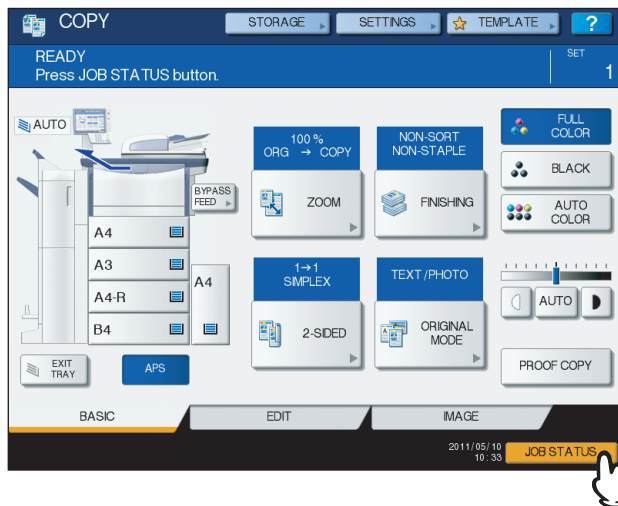 COPY
STORAGE
SETTINGS
TEMPLATE
?
READY
Press JOB STATUS button.
SET
1
AUTO
BYPASS
FEED
A4
A3
A4-R
B4
A4
EXIT
TRAY
APS
100 %
ORG → COPY
ZOOM
NON-SORT
NON-STAPLE
FINISHING
1→1
SIMPLEX
2-SIDED
TEXT/PHOTO
ORIGINAL
MODE
FULL
COLOR
BLACK
AUTO
COLOR
AUTO
PROOF COPY
BASIC
EDIT
IMAGE
2011/05/10
10:33
JOB STATUS